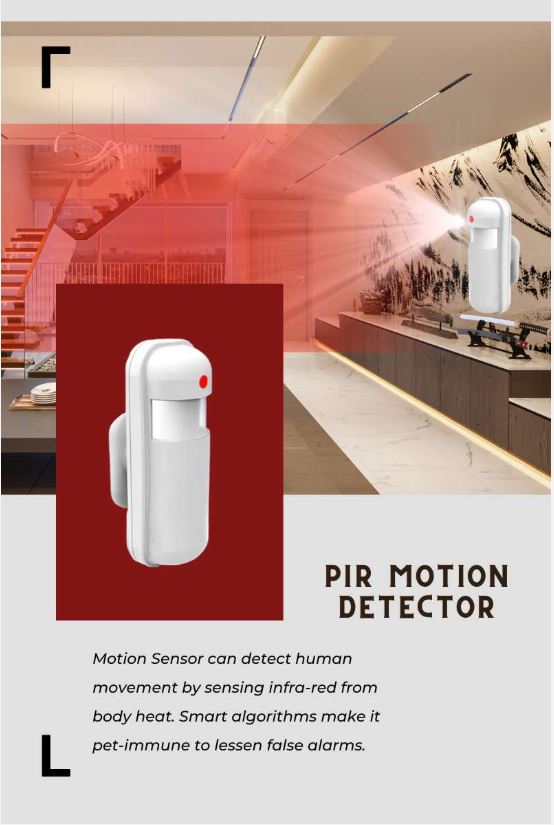 PIR MOTION
DETECTOR
Motion Sensor can detect human
movement by sensing infra-red from
body heat. Smart algorithms make it
pet-immune to lessen false alarms.